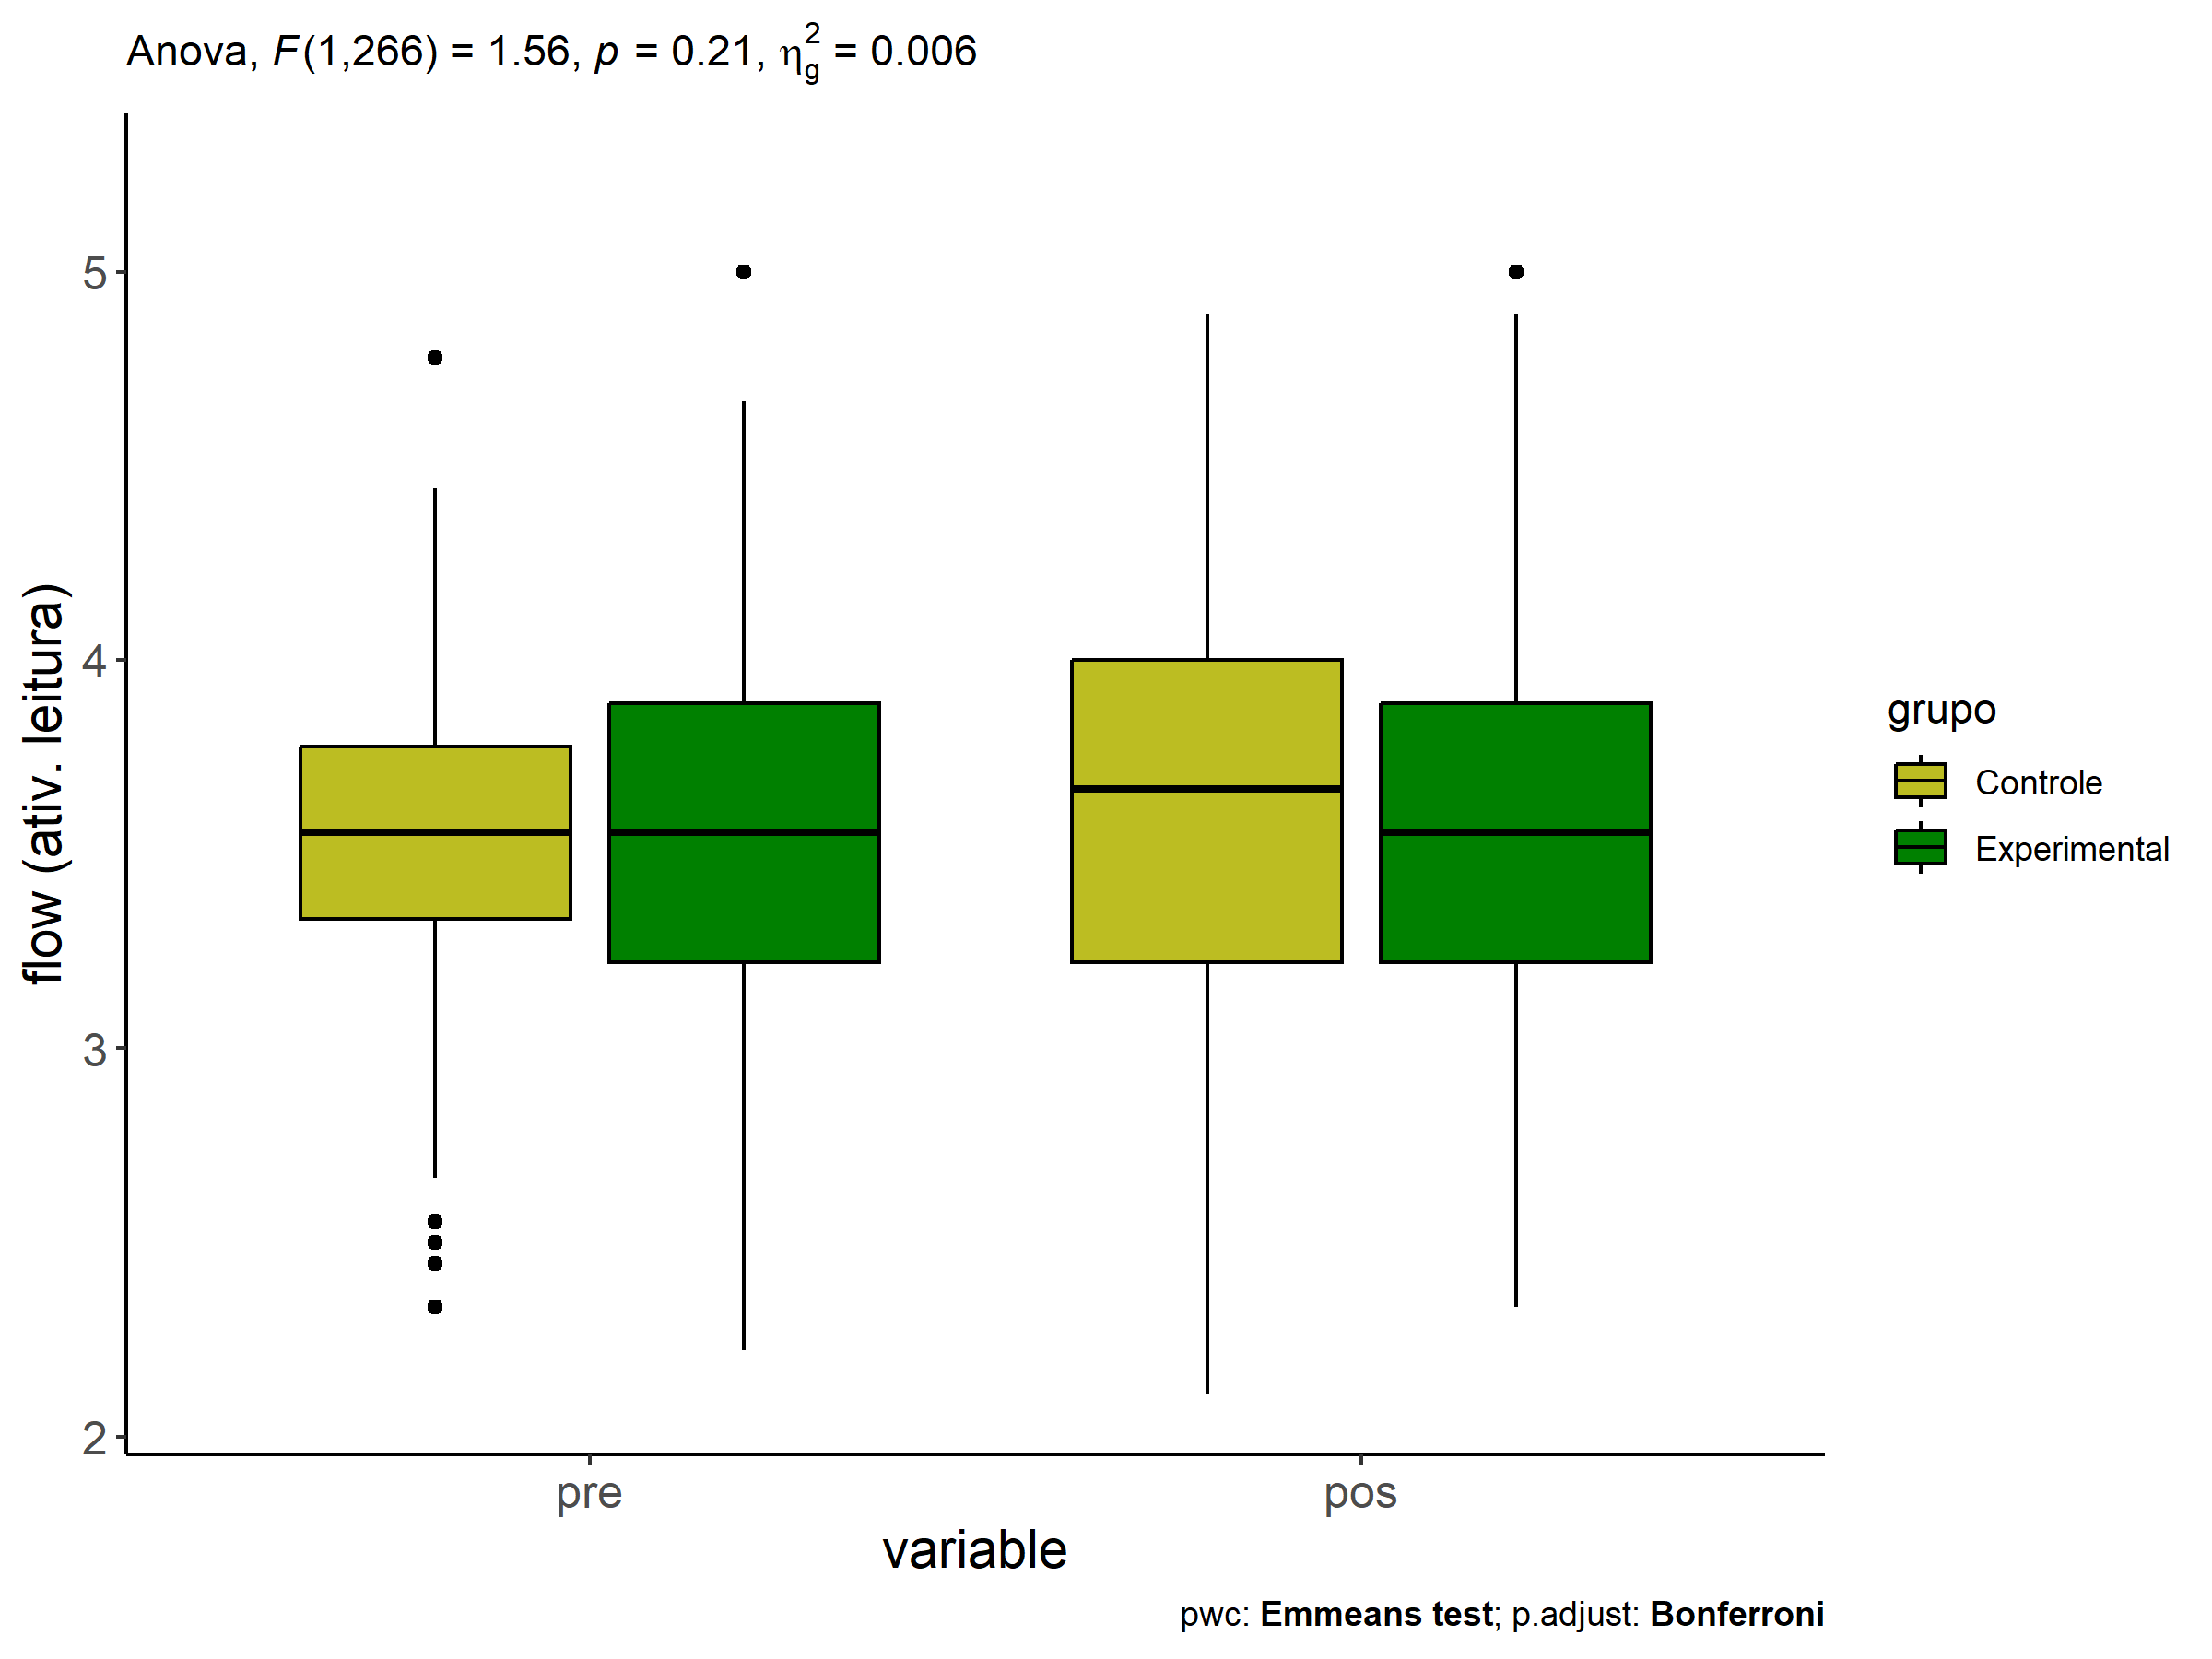 Anova, F(1,266) = 1.56, p = 0.21, η²g = 0.006
flow (ativ. leitura)
5
4
3
2
pre
pos
variable
grupo
Controle
Experimental
pwc: Emmeans test; p.adjust: Bonferroni